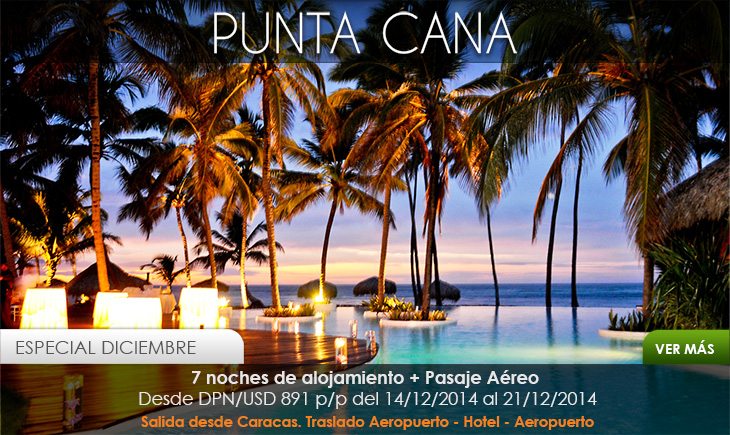 PUNTA CANA
ESPECIAL DICIEMBRE
VER MÁS
7 noches de alojamiento + Pasaje Aéreo
Desde DPN/USD 891 p/p del 14/12/2014 al 21/12/2014
Salida desde Caracas. Traslado Aeropuerto - Hotel - Aeropuerto